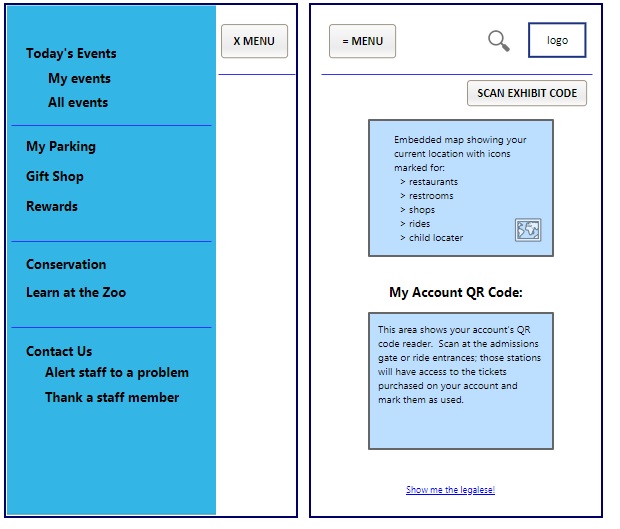 Today's Events
My events
All events
My Parking
Gift Shop
Rewards
Conservation
Learn at the Zoo
Contact Us
Alert staff to a problem
Thank a staff member
X MENU
= MENU
logo
SCAN EXHIBIT CODE
Embedded map showing your
current location with icons
marked for:
> restaurants
> restrooms
> shops
> rides
> child locater
My Account QR Code:
This area shows your account's QR
code reader. Scan at the admissions
gate or ride entrances; those stations
will have access to the tickets
purchased on your account and
mark them as used.
Show me the legalese!